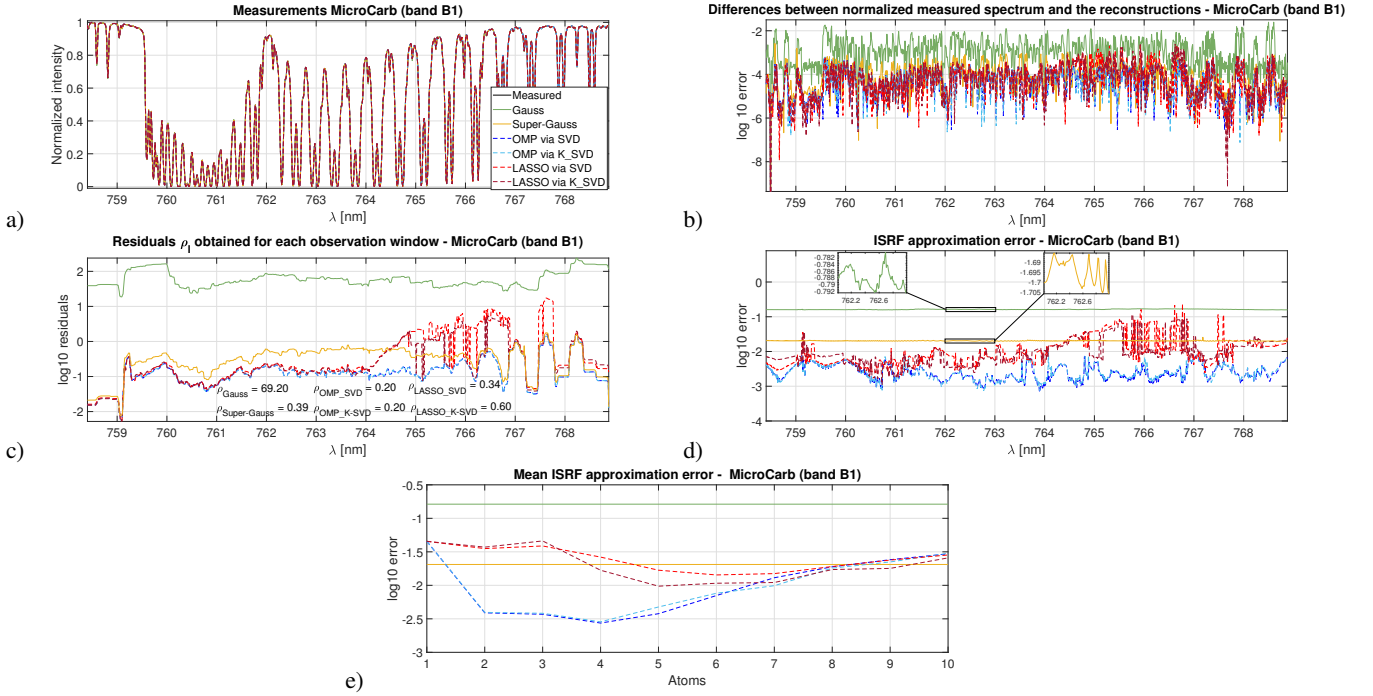 Measurements MicroCarb (band B1)
Normalized intensity
1
0.8
0.6
0.4
0.2
0
Measured
Gauss
Super-Gauss
OMP via SVD
OMP via K_SVD
LASSO via SVD
LASSO via K_SVD
759 760 761 762 763 764 765 766 767 768
λ [nm]
a)
Differences between normalized measured spectrum and the reconstructions - MicroCarb (band B1)
log 10 error
-2
-4
-6
-8
759 760 761 762 763 764 765 766 767 768
λ [nm]
b)
Residuals ρ_l obtained for each observation window - MicroCarb (band B1)
log10 residuals
2
1
0
-1
-2
ρ_Gauss = 69.20 ρ_OMP_SVD = 0.20 ρ_LASSO_SVD = 0.34
ρ_Super-Gauss = 0.39 ρ_OMP_K-SVD = 0.20 ρ_LASSO_K-SVD = 0.60
759 760 761 762 763 764 765 766 767 768
λ [nm]
c)
ISRF approximation error - MicroCarb (band B1)
log10 error
0
-1
-2
-3
-4
-0.782
-0.784
-0.786
-0.788
-0.79
-0.792
762.2 762.6
-1.69
-1.695
-1.7
-1.705
762.2 762.6
759 760 761 762 763 764 765 766 767 768
λ [nm]
d)
Mean ISRF approximation error - MicroCarb (band B1)
log10 error
-0.5
-1
-1.5
-2
-2.5
-3
1 2 3 4 5 6 7 8 9 10
Atoms
e)